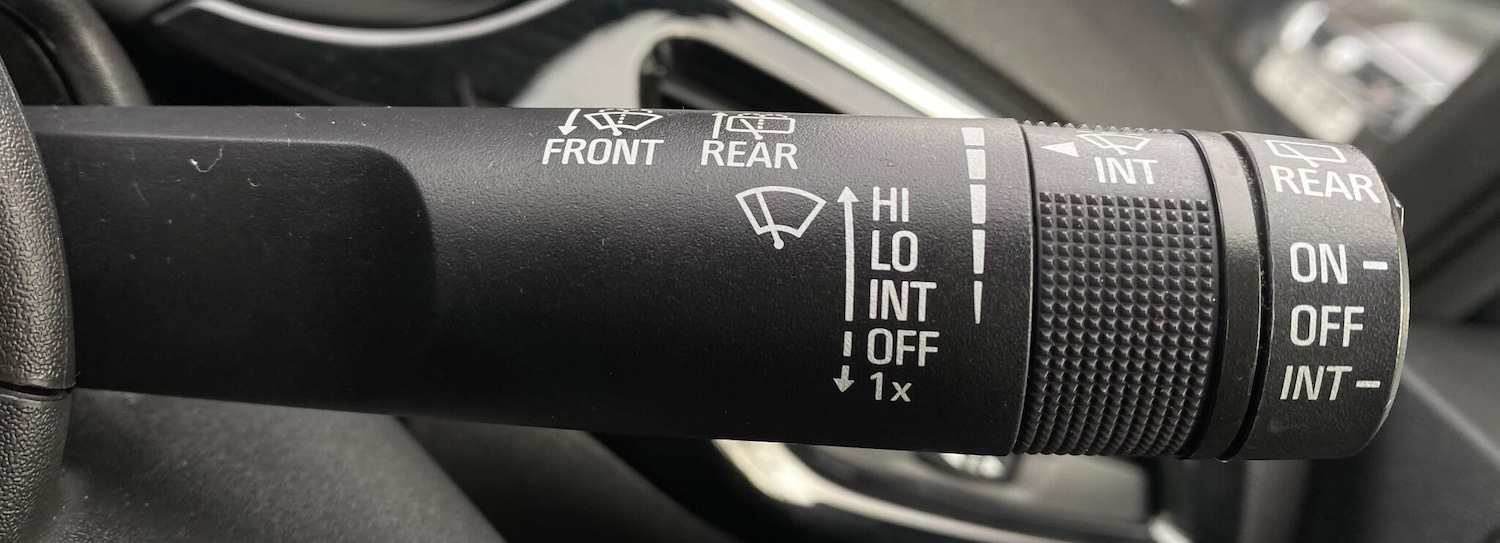 FRONT
REAR
HI
LO
INT
OFF
1x
INT
REAR
ON
OFF
INT